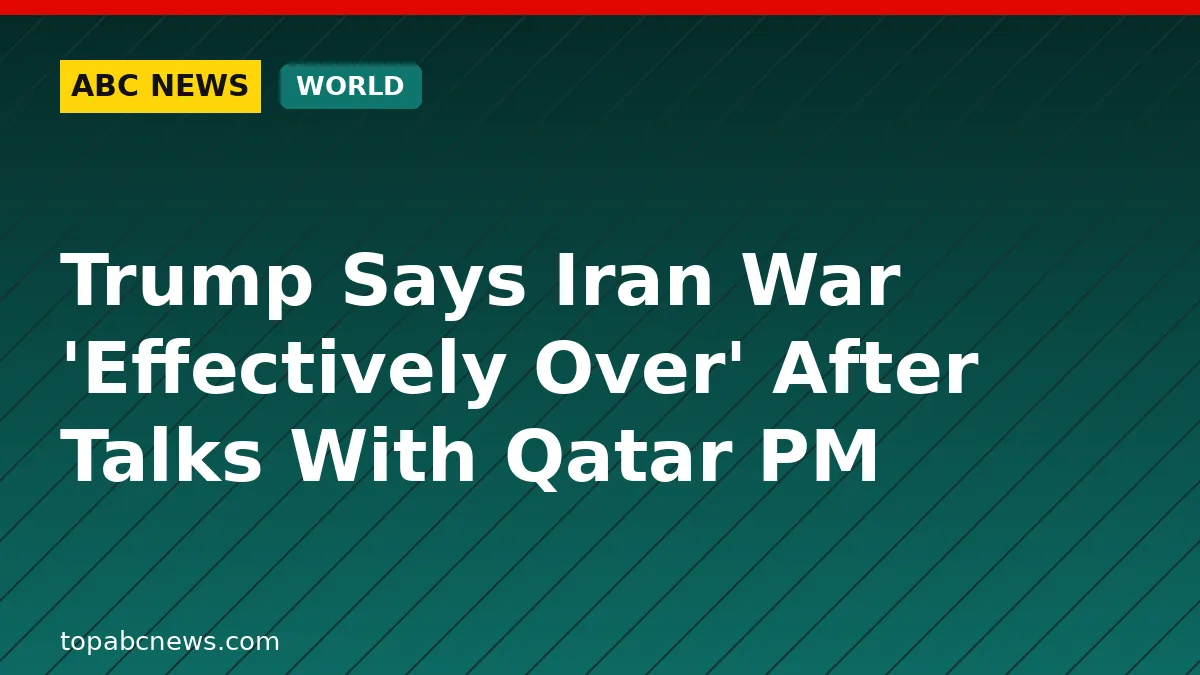 ABC NEWS
WORLD
Trump Says Iran War
'Effectively Over' After
Talks With Qatar PM
topabcnews.com